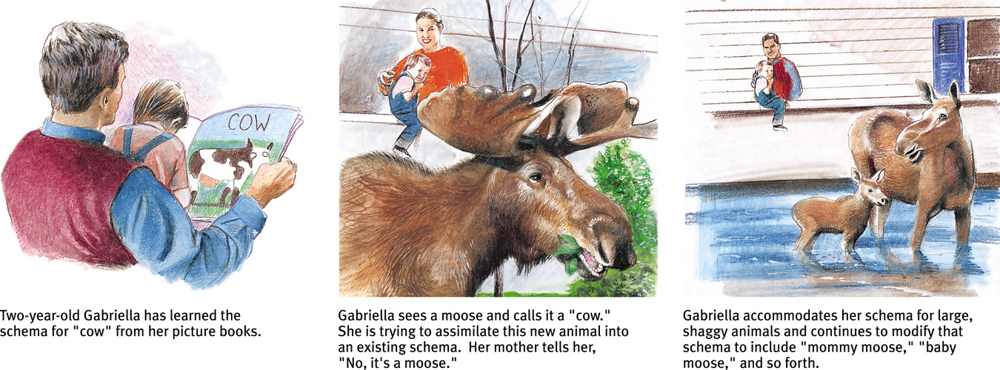 COW
Two-year-old Gabriella has learned the
schema for "cow" from her picture books.
Gabriella sees a moose and calls it a "cow."
She is trying to assimilate this new animal into
an existing schema.  Her mother tells her,
"No, it's a moose."
Gabriella accommodates her schema for large,
shaggy animals and continues to modify that
schema to include "mommy moose," "baby
moose," and so forth.